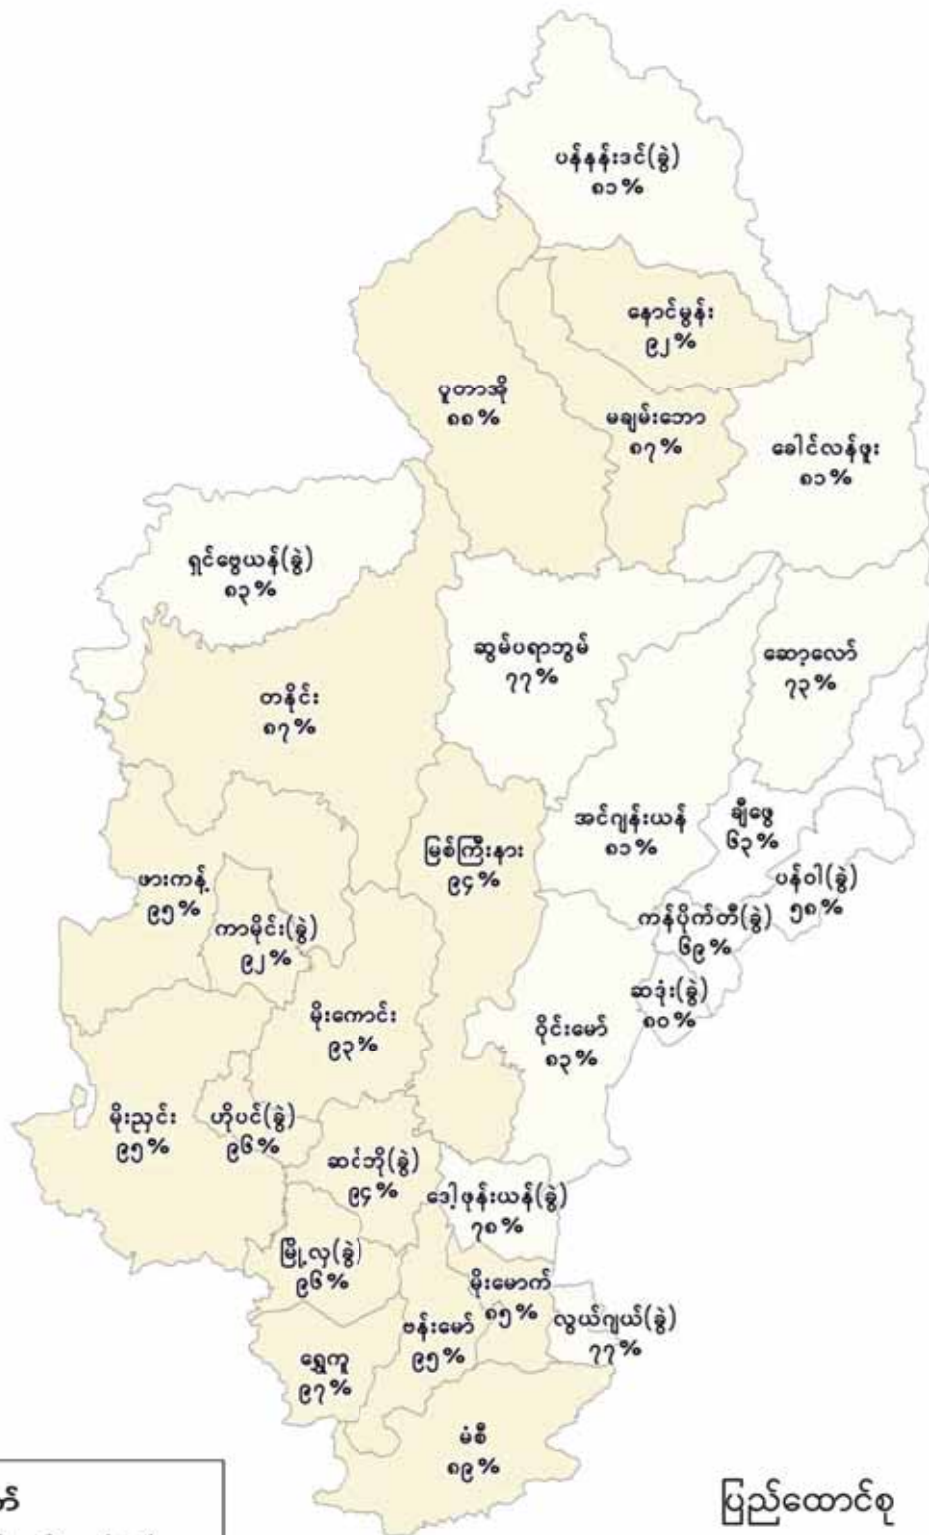 ပန်နန်းဒင်(ခွဲ)
၈၁%
နောင်မွန်း
၉၂%
ပူတာအို
၈၈%
မချမ်းဘော
၈၇%
ခေါင်လန်ဖူး
၈၁%
ရှင်ဗွေယန်(ခွဲ)
၈၃%
ဆွမ်ပရာဘွမ်
၇၇%
ဆော့လော်
၇၃%
တနိုင်း
၈၇%
အင်ဂျန်းယန်
၈၁%
ချီဖွေ
၆၃%
မြစ်ကြီးနား
၉၄%
ပန်ဝါ(ခွဲ)
၅၈%
ဖားကန့်
၉၅%
ကာမိုင်း(ခွဲ)
၉၂%
ကန်ပိုက်တီ(ခွဲ)
၆၉%
ဆဒုံး(ခွဲ)
၈၀%
မိုးကောင်း
၉၃%
ဝိုင်းမော်
၈၃%
မိုးညှင်း
၉၅%
ဟိုပင်(ခွဲ)
၉၆%
ဆင်ဘို(ခွဲ)
၉၄%
ဒေါ့ဖုန်းယန်(ခွဲ)
၇၈%
မြို့လှ(ခွဲ)
၉၆%
မိုးမောက်
၈၅%
လွယ်ဂျယ်(ခွဲ)
၇၇%
ဗန်းမော်
၉၅%
ရွှေကူ
၉၇%
မံစီ
၈၉%
ပြည်ထောင်စု